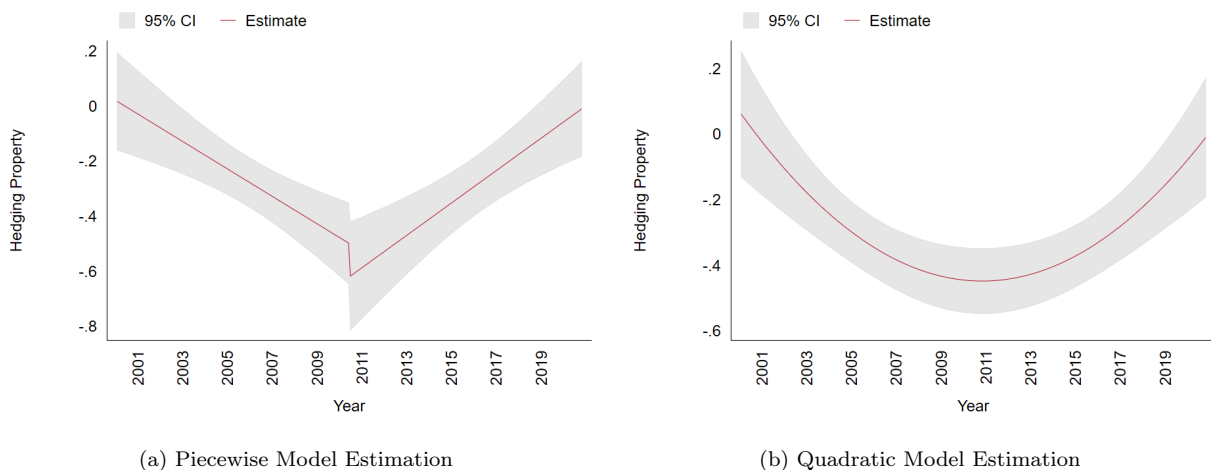 95% CI Estimate
.2
0
-.2
-.4
-.6
-.8
Hedging Property
2001 2003 2005 2007 2009 2011 2013 2015 2017 2019
Year
(a) Piecewise Model Estimation
95% CI Estimate
.2
0
-.2
-.4
-.6
Hedging Property
2001 2003 2005 2007 2009 2011 2013 2015 2017 2019
Year
(b) Quadratic Model Estimation